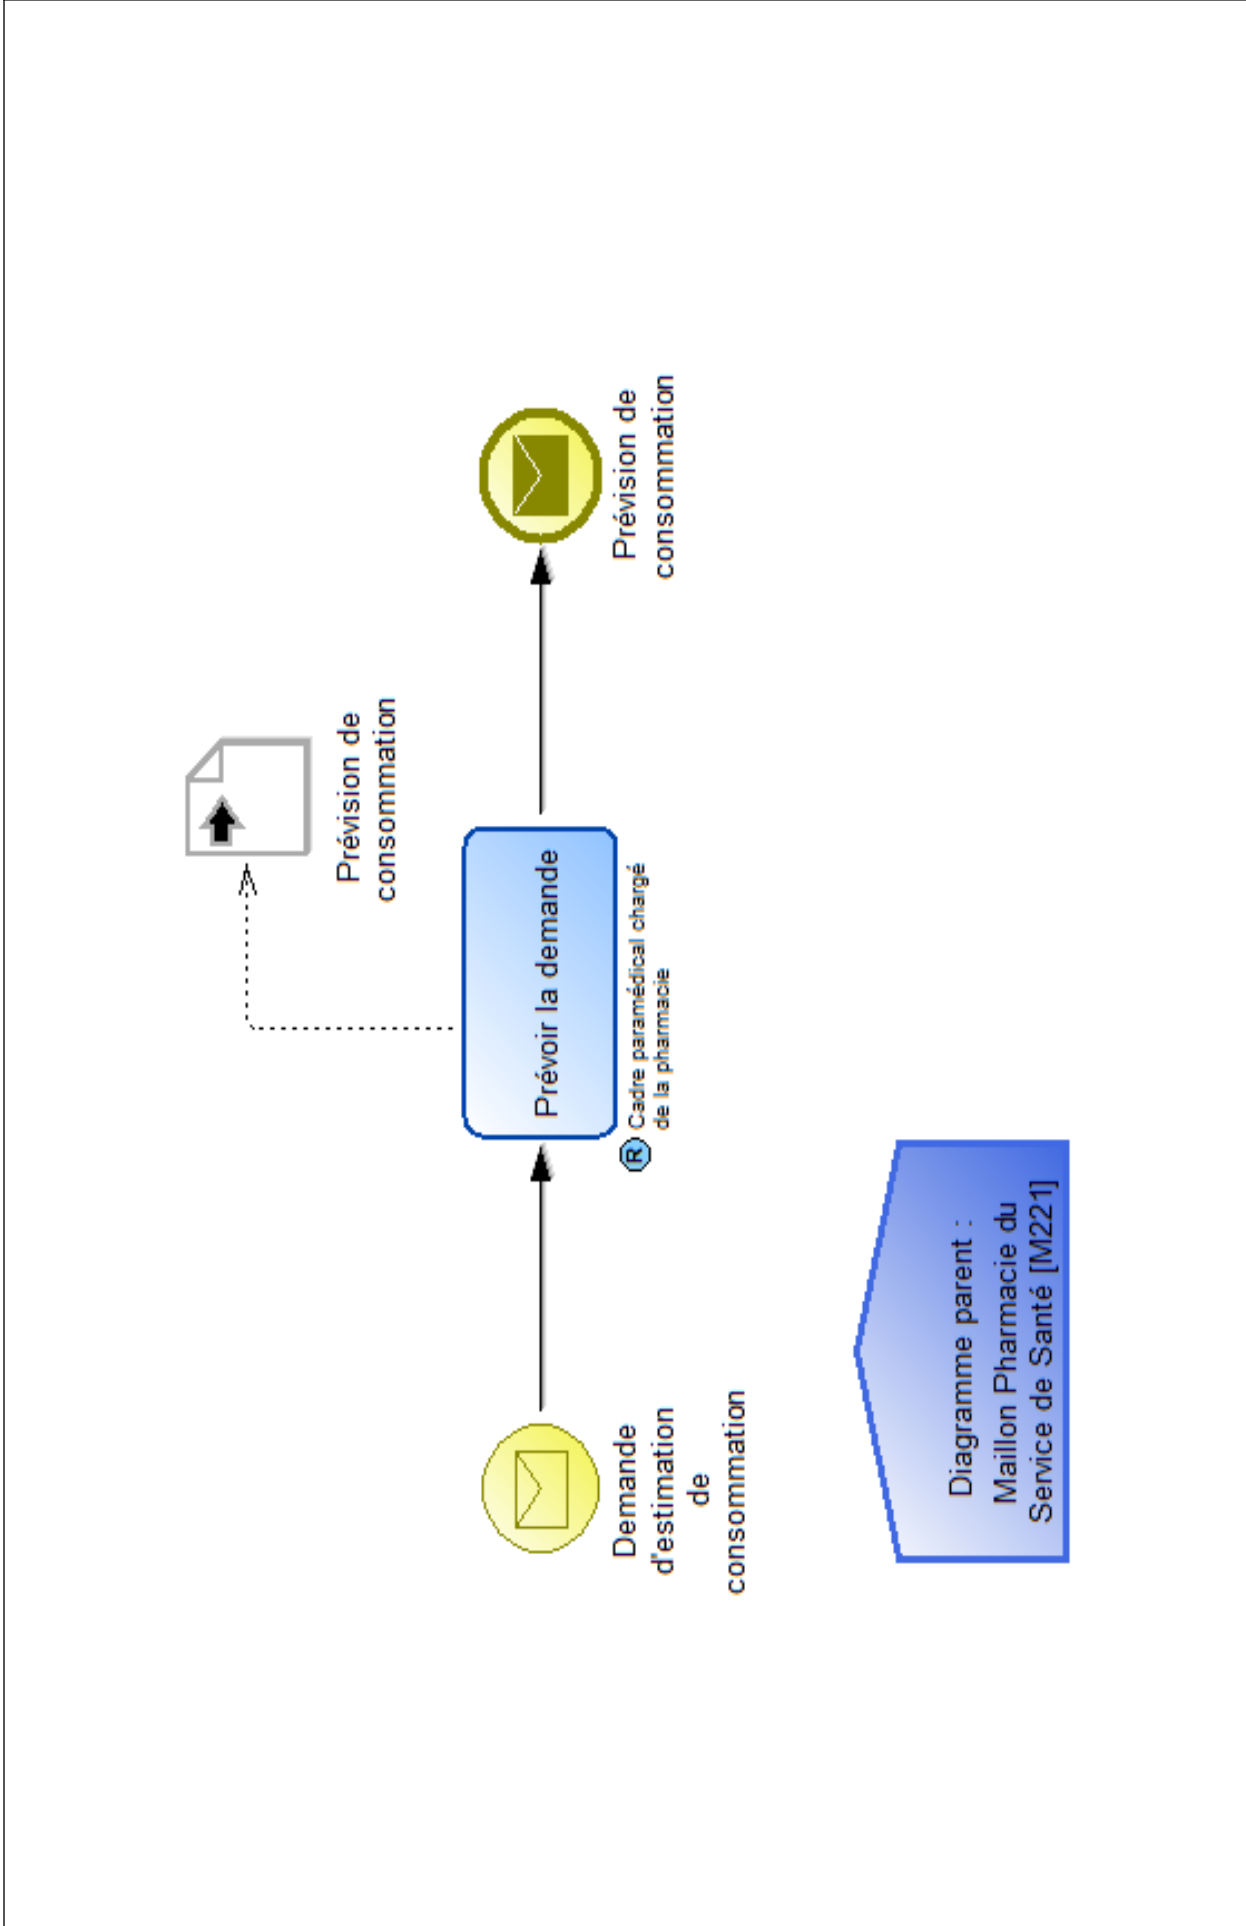 Prévision de
consommation
Demande
d'estimation
de
consommation
Prévoir la demande
R
Cadre paramédical chargé
de la pharmacie
Prévision de
consommation
Diagramme parent :
Maillon Pharmacie du
Service de Santé [M221]